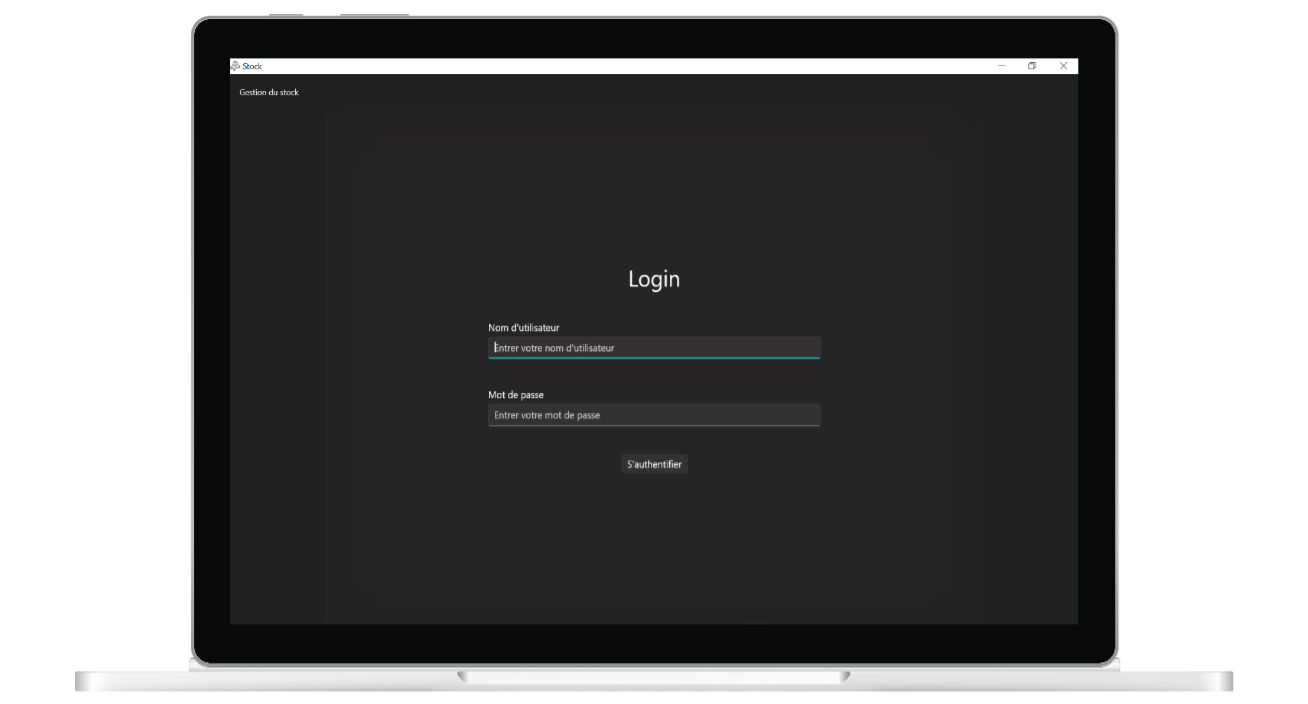 Stock
Gestion du stock
Login
Nom d'utilisateur
Entrer votre nom d'utilisateur
Mot de passe
Entrer votre mot de passe
S'authentifier